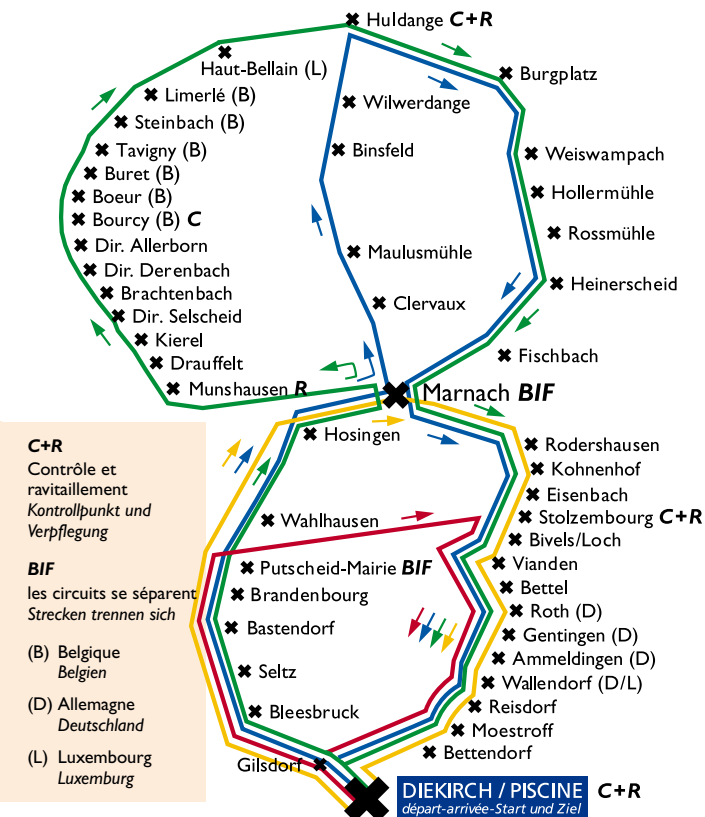 Huldange C+R
Haut-Bellain (L)
Limerlé (B)
Steinbach (B)
Tavigny (B)
Buret (B)
Boeur (B)
Bourcy (B) C
Dir. Allerborn
Dir. Derenbach
Brachtenbach
Dir. Selscheid
Kierel
Drauffelt
Munshausen R
Wilwerdange
Binsfeld
Maulusmühle
Clervaux
Burgplatz
Weiswampach
Hollermühle
Rossmühle
Heinerscheid
Fischbach
Marnach BIF
Hosingen
Wahlhausen
Putscheid-Mairie BIF
Brandenbourg
Bastendorf
Seltz
Bleesbruck
Gilsdorf
Rodershausen
Kohnenhof
Eisenbach
Stolzembourg C+R
Bivels/Loch
Vianden
Bettel
Roth (D)
Gentingen (D)
Ammeldingen (D)
Wallendorf (D/L)
Reisdorf
Moestroff
Bettendorf
DIEKIRCH / PISCINE C+R
départ-arrivée-Start und Ziel
C+R
Contrôle et
ravitaillement
Kontrollpunkt und
Verpflegung
BIF
les circuits se séparent
Strecken trennen sich
(B) Belgique
Belgien
(D) Allemagne
Deutschland
(L) Luxembourg
Luxemburg